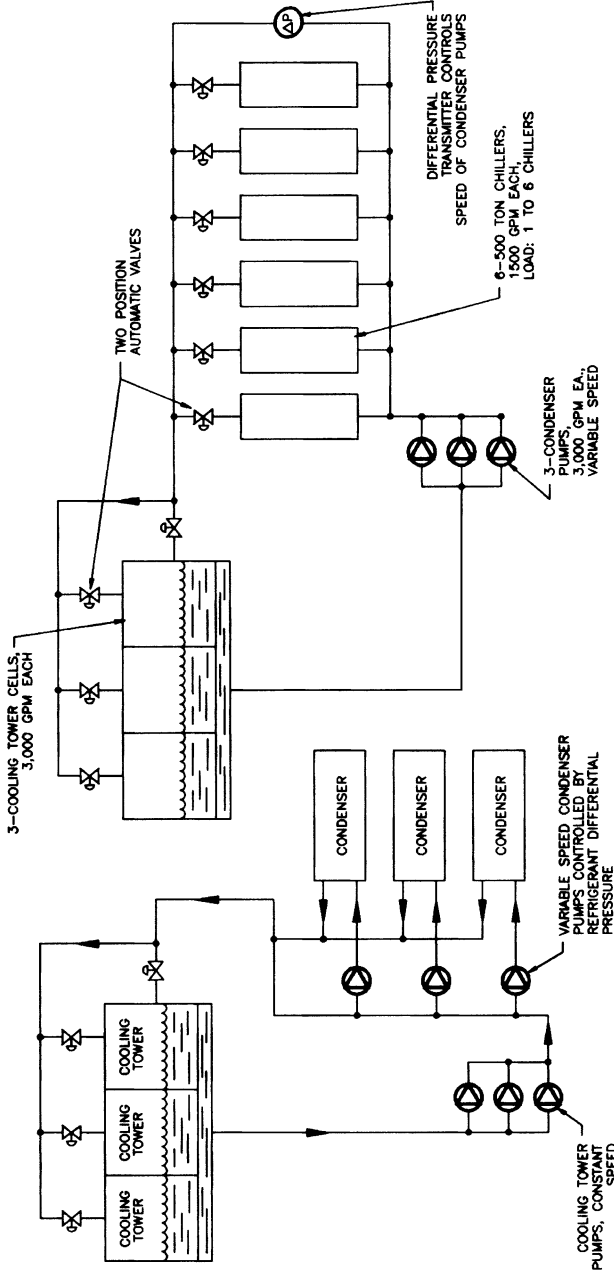 COOLING
TOWER
COOLING
TOWER
COOLING
TOWER
CONDENSER
CONDENSER
CONDENSER
VARIABLE SPEED CONDENSER
PUMPS CONTROLLED BY
REFRIGERANT DIFFERENTIAL
PRESSURE
COOLING TOWER
PUMPS, CONSTANT
SPEED
3-COOLING TOWER CELLS,
3,000 GPM EACH
TWO POSITION
AUTOMATIC VALVES
ΔP
DIFFERENTIAL PRESSURE
TRANSMITTER CONTROLS
SPEED OF CONDENSER PUMPS
6-500 TON CHILLERS,
1500 GPM EACH,
LOAD: 1 TO 6 CHILLERS
3-CONDENSER
PUMPS,
3,000 GPM EA.,
VARIABLE SPEED